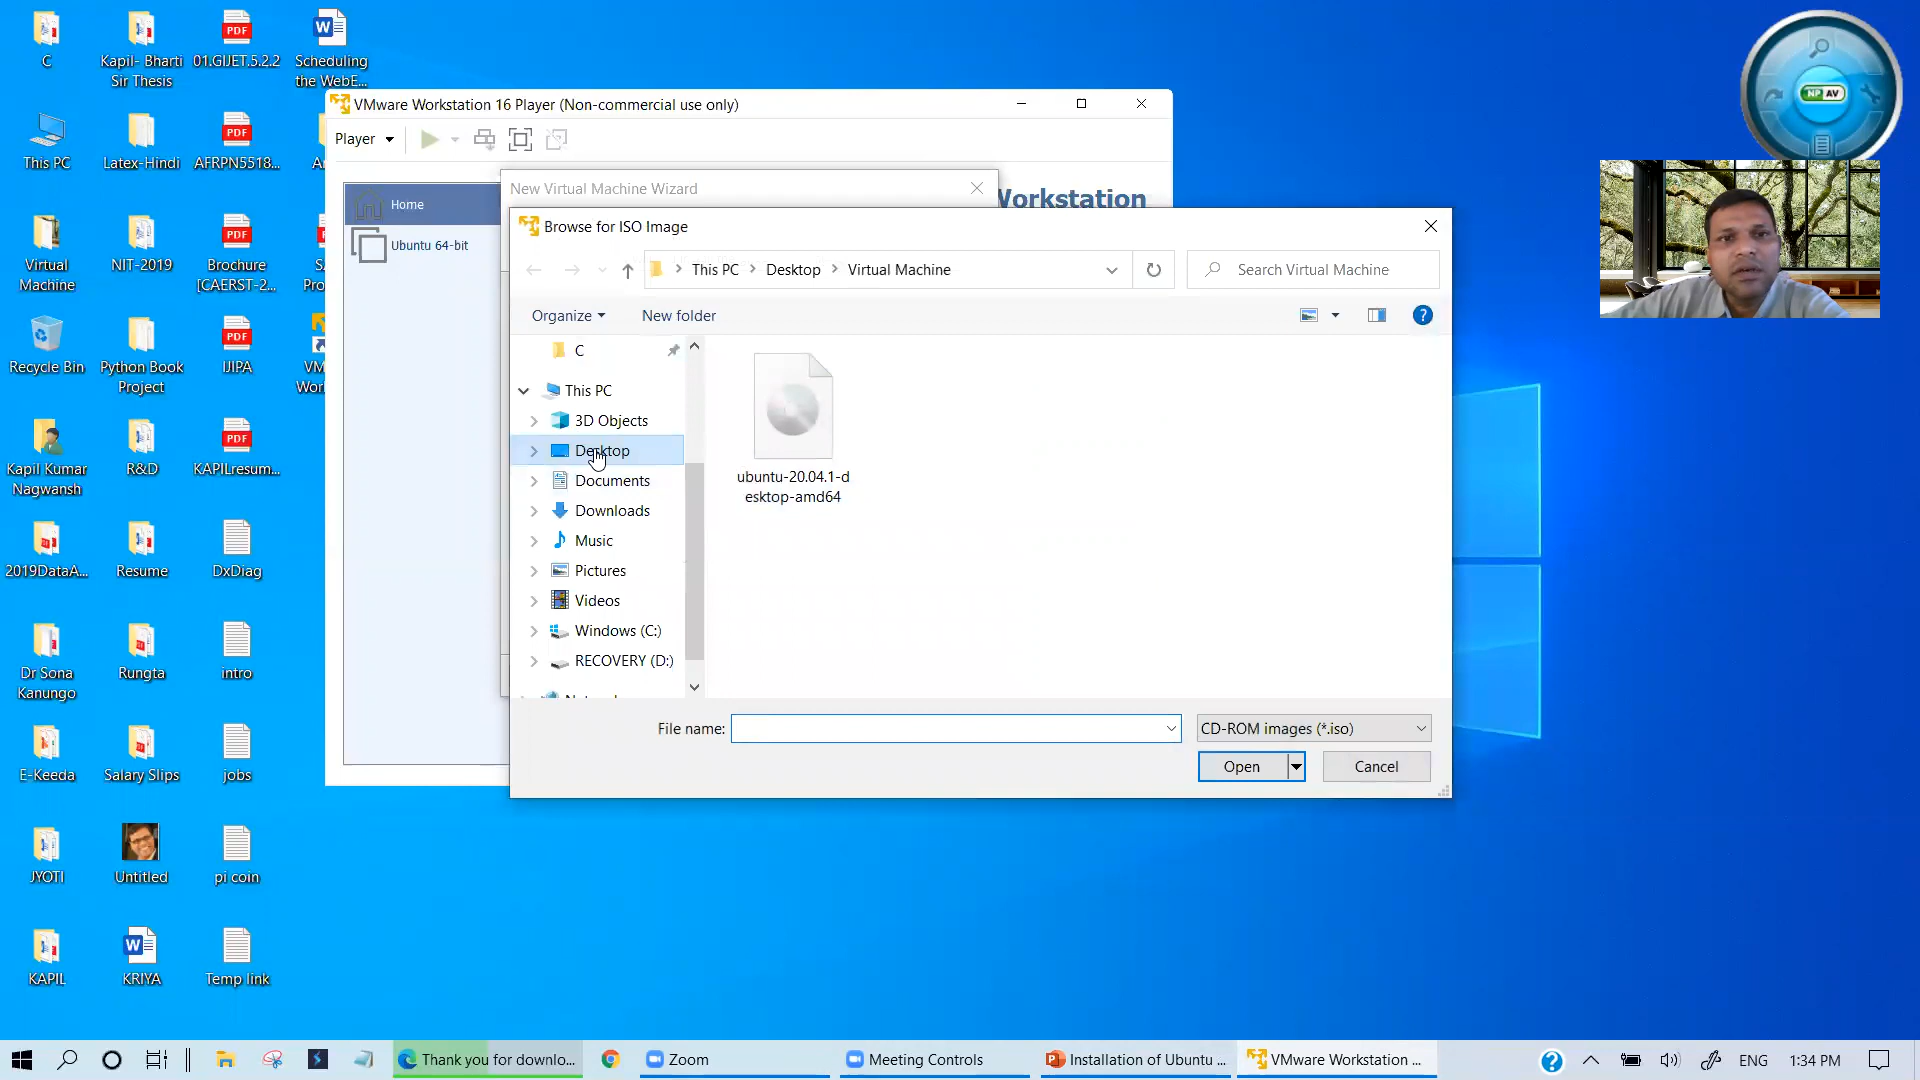 C
Kapil- Bharti
Sir Thesis
01.GIJET.5.2.2
Scheduling
the WebE...
This PC
Latex-Hindi
AFRPN5518...
Virtual
Machine
NIT-2019
Brochure
[CAERST-2...
Recycle Bin
Python Book
Project
IJIPA
Kapil Kumar
Nagwansh
R&D
KAPILresum...
2019DataA...
Resume
DxDiag
Dr Sona
Kanungo
Rungta
intro
E-Keeda
Salary Slips
jobs
JYOTI
Untitled
pi coin
KAPIL
KRIYA
Temp link
VMware Workstation 16 Player (Non-commercial use only)
Player
Home
Ubuntu 64-bit
New Virtual Machine Wizard
Workstation
Browse for ISO Image
This PC > Desktop > Virtual Machine
Search Virtual Machine
Organize
New folder
C
This PC
3D Objects
Desktop
Documents
Downloads
Music
Pictures
Videos
Windows (C:)
RECOVERY (D:)
ubuntu-20.04.1-d
esktop-amd64
File name:
CD-ROM images (*.iso)
Open
Cancel
NP AV
Thank you for downlo...
Zoom
Meeting Controls
Installation of Ubuntu ...
VMware Workstation ...
ENG
1:34 PM